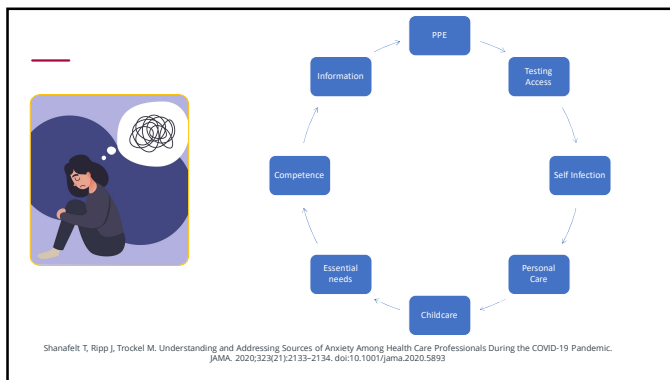 PPE
Testing
Access
Self Infection
Personal
Care
Childcare
Essential
needs
Competence
Information
Shanafelt T, Ripp J, Trockel M. Understanding and Addressing Sources of Anxiety Among Health Care Professionals During the COVID-19 Pandemic.
JAMA. 2020;323(21):2133–2134. doi:10.1001/jama.2020.5893